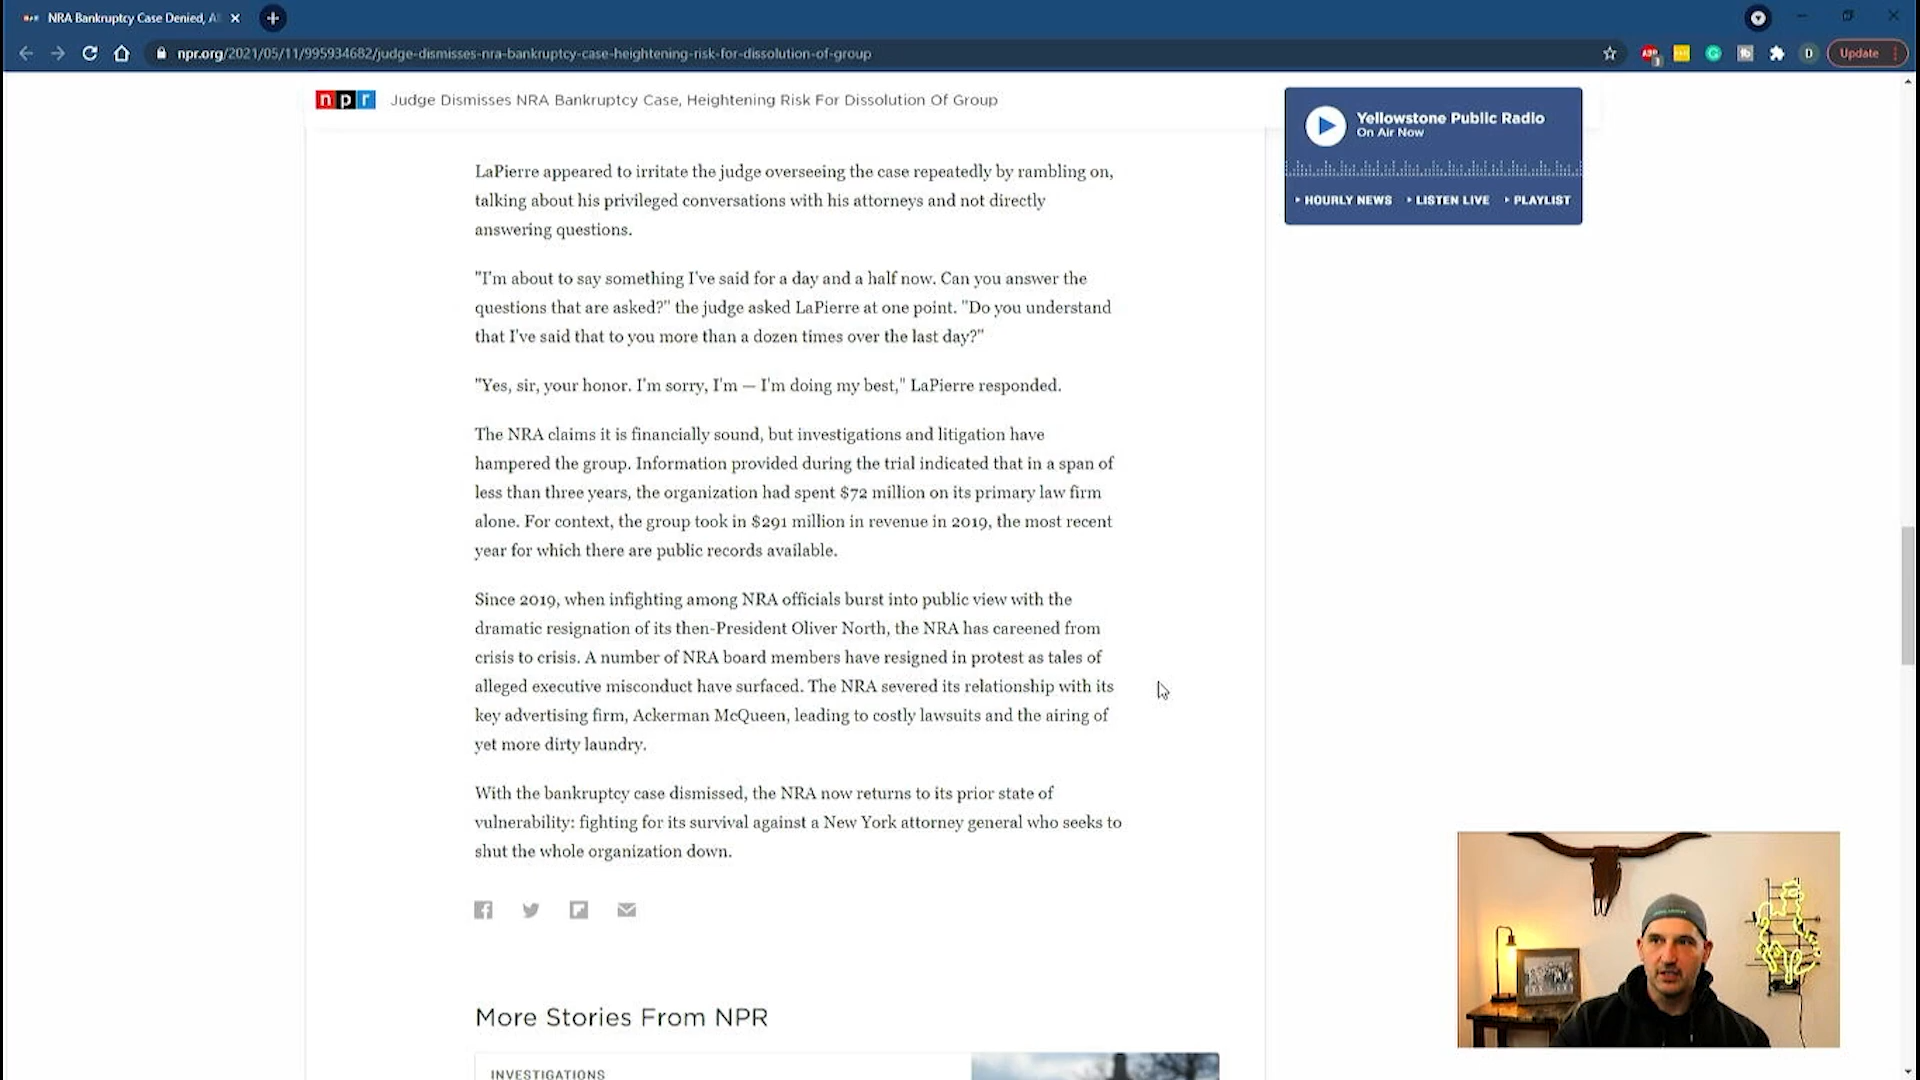 NRA Bankruptcy Case Denied, A
npr.org/2021/05/11/995934682/judge-dismisses-nra-bankruptcy-case-heightening-risk-for-dissolution-of-group
ABP
3
D
Update
npr
Judge Dismisses NRA Bankruptcy Case, Heightening Risk For Dissolution Of Group
Yellowstone Public Radio
On Air Now
HOURLY NEWS
LISTEN LIVE
PLAYLIST
LaPierre appeared to irritate the judge overseeing the case repeatedly by rambling on,
talking about his privileged conversations with his attorneys and not directly
answering questions.
"I'm about to say something I've said for a day and a half now. Can you answer the
questions that are asked?" the judge asked LaPierre at one point. "Do you understand
that I've said that to you more than a dozen times over the last day?"
"Yes, sir, your honor. I'm sorry, I'm — I'm doing my best," LaPierre responded.
The NRA claims it is financially sound, but investigations and litigation have
hampered the group. Information provided during the trial indicated that in a span of
less than three years, the organization had spent $72 million on its primary law firm
alone. For context, the group took in $291 million in revenue in 2019, the most recent
year for which there are public records available.
Since 2019, when infighting among NRA officials burst into public view with the
dramatic resignation of its then-President Oliver North, the NRA has careened from
crisis to crisis. A number of NRA board members have resigned in protest as tales of
alleged executive misconduct have surfaced. The NRA severed its relationship with its
key advertising firm, Ackerman McQueen, leading to costly lawsuits and the airing of
yet more dirty laundry.
With the bankruptcy case dismissed, the NRA now returns to its prior state of
vulnerability: fighting for its survival against a New York attorney general who seeks to
shut the whole organization down.
More Stories From NPR
INVESTIGATIONS